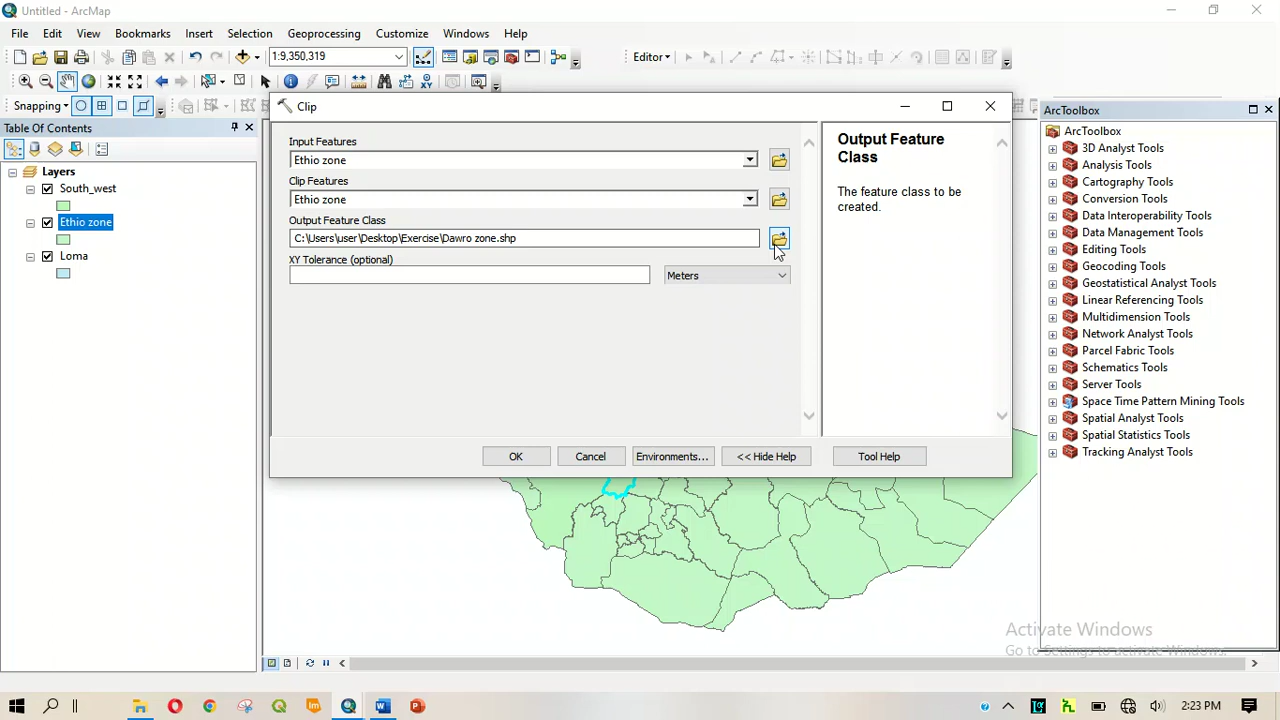 Untitled - ArcMap
File Edit View Bookmarks Insert Selection Geoprocessing Customize Windows Help
1:9,350,319
Editor
Snapping
Table Of Contents
Layers
South_west
Ethio zone
Loma
Clip
Input Features
Ethio zone
Clip Features
Ethio zone
Output Feature Class
C:\Users\user\Desktop\Exercise\Dawro zone.shp
XY Tolerance (optional)
Meters
OK Cancel Environments... << Hide Help Tool Help
Output Feature
Class
The feature class to be
created.
ArcToolbox
ArcToolbox
3D Analyst Tools
Analysis Tools
Cartography Tools
Conversion Tools
Data Interoperability Tools
Data Management Tools
Editing Tools
Geocoding Tools
Geostatistical Analyst Tools
Linear Referencing Tools
Multidimension Tools
Network Analyst Tools
Parcel Fabric Tools
Schematics Tools
Server Tools
Space Time Pattern Mining Tools
Spatial Analyst Tools
Spatial Statistics Tools
Tracking Analyst Tools
Activate Windows
Go to Settings to activate Windows.
2:23 PM